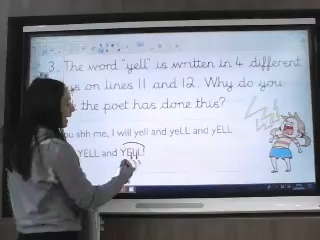 3. The word "yell" is written in 4 different
s on lines 11 and 12. Why do you
the poet has done this?
u shh me, I will yell and yeLL and yELL
YELL and YEll!